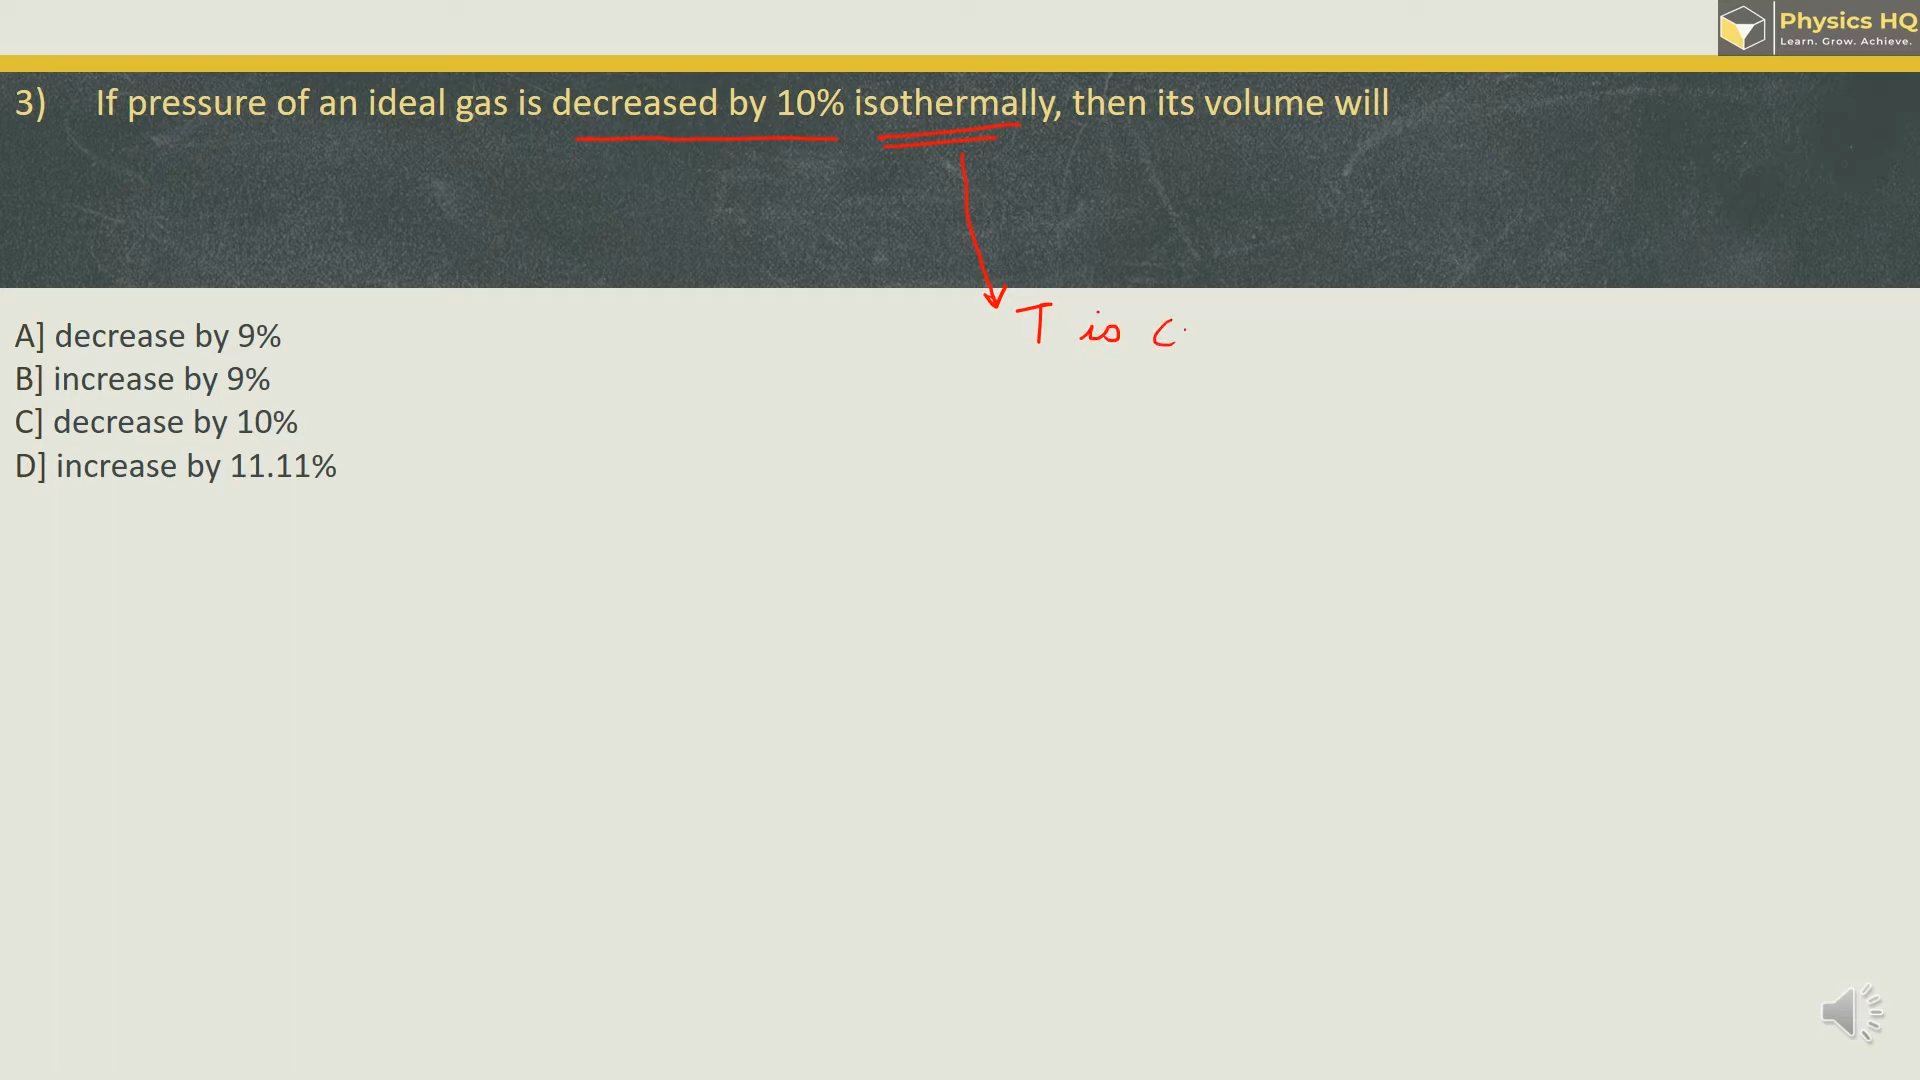 Physics HQ
Learn. Grow. Achieve.
3) If pressure of an ideal gas is decreased by 10% isothermally, then its volume will
T is c
A] decrease by 9%
B] increase by 9%
C] decrease by 10%
D] increase by 11.11%